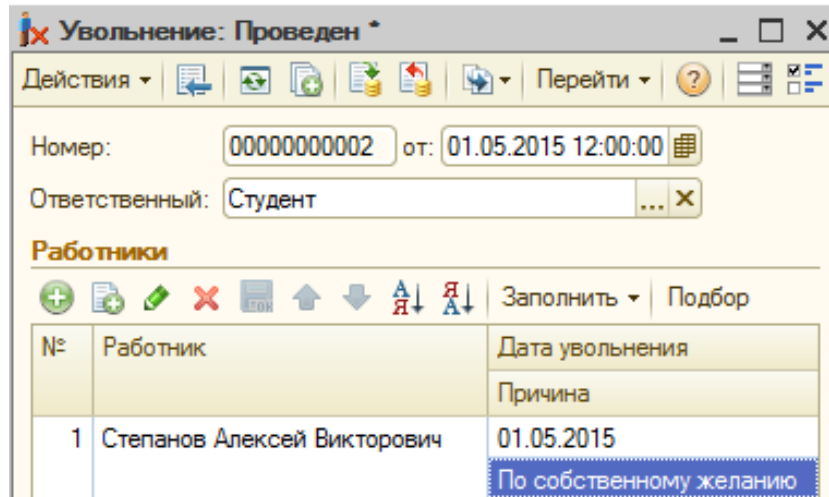 Увольнение: Проведен *
Действия Перейти
Номер: 00000000002 от: 01.05.2015 12:00:00
Ответственный: Студент ...
Работники
Заполнить Подбор
№ Работник Дата увольнения
Причина
1 Степанов Алексей Викторович 01.05.2015
По собственному желанию